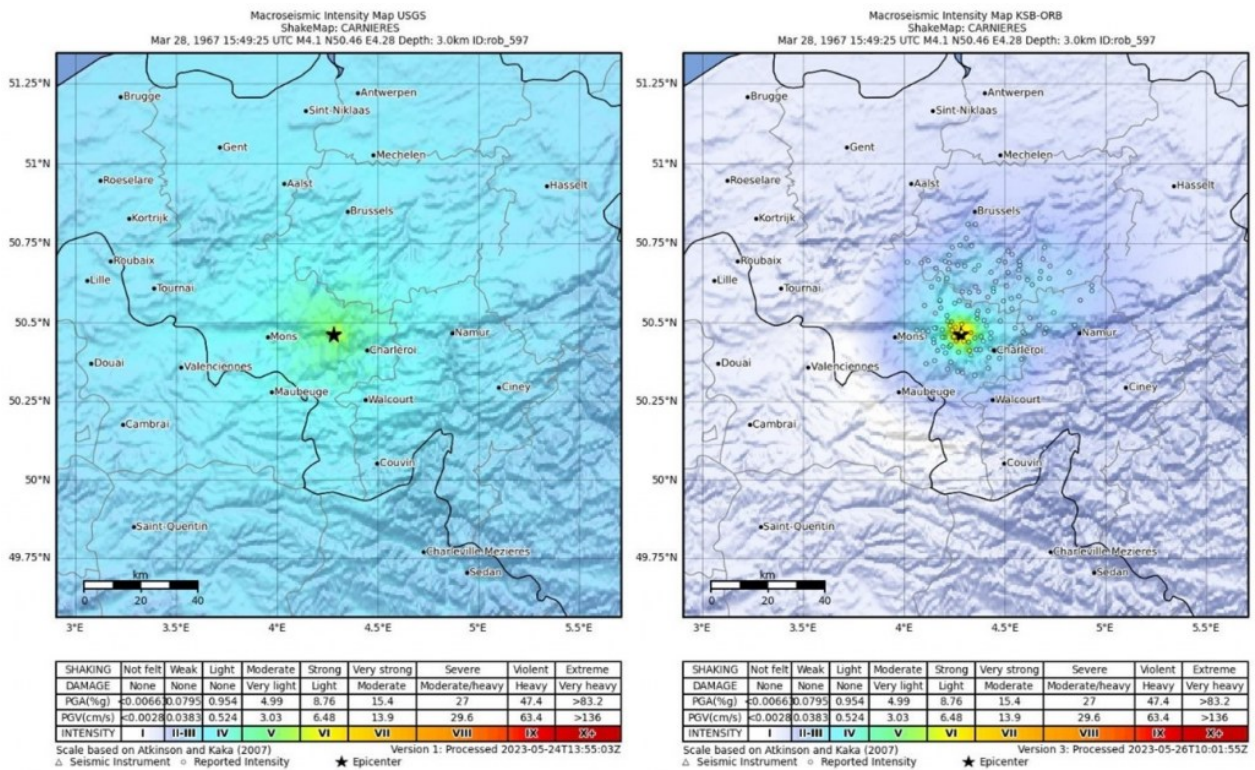 Macroseismic Intensity Map USGS
ShakeMap: CARNIERES
Mar 28, 1967 15:49:25 UTC M4.1 N50.46 E4.28 Depth: 3.0km ID:rob_597
51.25°N
51°N
50.75°N
50.5°N
50.25°N
50°N
49.75°N
Antwerpen
Brugge
Sint-Niklaas
Gent
Mechelen
Roeselare
Aalst
Hasselt
Kortrijk
Brussels
Roubaix
Lille
Tournai
Mons
Namur
Charleroi
Douai
Valenciennes
Maubeuge
Walcourt
Ciney
Cambrai
Couvin
Saint-Quentin
Charleville-Mezieres
Sedan
km
0 20 40
3°E 3.5°E 4°E 4.5°E 5°E 5.5°E
SHAKING Not felt Weak Light Moderate Strong Very strong Severe Violent Extreme
DAMAGE None None None Very light Light Moderate Moderate/heavy Heavy Very heavy
PGA(%g) <0.00663 0.0795 0.954 4.99 8.76 15.4 27 47.4 >83.2
PGV(cm/s) <0.0028 0.0383 0.524 3.03 6.48 13.9 29.6 63.4 >136
INTENSITY I II-III IV V VI VII VIII IX X+
Scale based on Atkinson and Kaka (2007) Version 1: Processed 2023-05-24T13:55:03Z
△ Seismic Instrument ○ Reported Intensity ★ Epicenter
Macroseismic Intensity Map KSB-ORB
ShakeMap: CARNIERES
Mar 28, 1967 15:49:25 UTC M4.1 N50.46 E4.28 Depth: 3.0km ID:rob_597
51.25°N
51°N
50.75°N
50.5°N
50.25°N
50°N
49.75°N
Antwerpen
Brugge
Sint-Niklaas
Gent
Mechelen
Roeselare
Aalst
Hasselt
Kortrijk
Brussels
Roubaix
Lille
Tournai
Mons
Namur
Charleroi
Douai
Valenciennes
Maubeuge
Walcourt
Ciney
Cambrai
Couvin
Saint-Quentin
Charleville-Mezieres
Sedan
km
0 20 40
3°E 3.5°E 4°E 4.5°E 5°E 5.5°E
SHAKING Not felt Weak Light Moderate Strong Very strong Severe Violent Extreme
DAMAGE None None None Very light Light Moderate Moderate/heavy Heavy Very heavy
PGA(%g) <0.00663 0.0795 0.954 4.99 8.76 15.4 27 47.4 >83.2
PGV(cm/s) <0.0028 0.0383 0.524 3.03 6.48 13.9 29.6 63.4 >136
INTENSITY I II-III IV V VI VII VIII IX X+
Scale based on Atkinson and Kaka (2007) Version 3: Processed 2023-05-26T10:01:55Z
△ Seismic Instrument ○ Reported Intensity ★ Epicenter